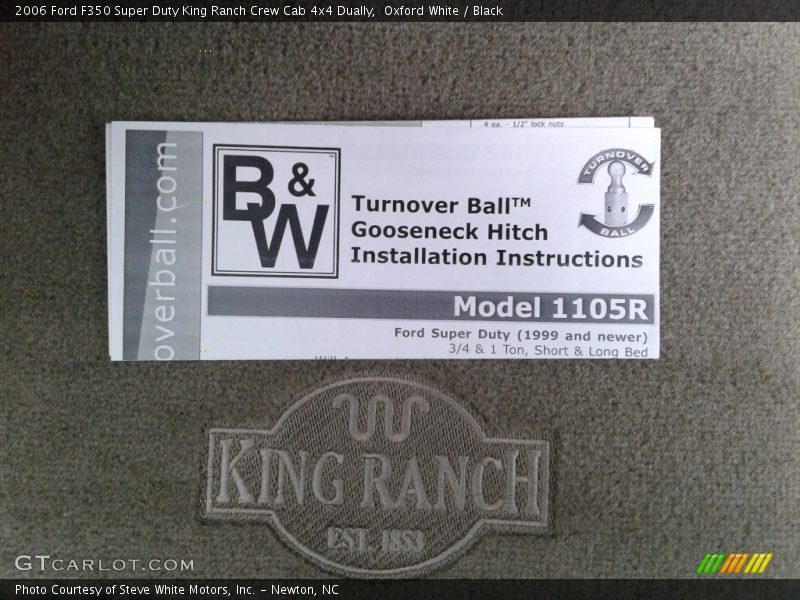 2006 Ford F350 Super Duty King Ranch Crew Cab 4x4 Dually,  Oxford White / Black
4 ea. - 1/2" lock nuts
overball.com
B&W
TURNOVER
BALL
Turnover Ball™
Gooseneck Hitch
Installation Instructions
Model 1105R
Ford Super Duty (1999 and newer)
3/4 & 1 Ton, Short & Long Bed
KING RANCH
EST. 1853
GTCARLOT.COM
Photo Courtesy of Steve White Motors, Inc. – Newton, NC